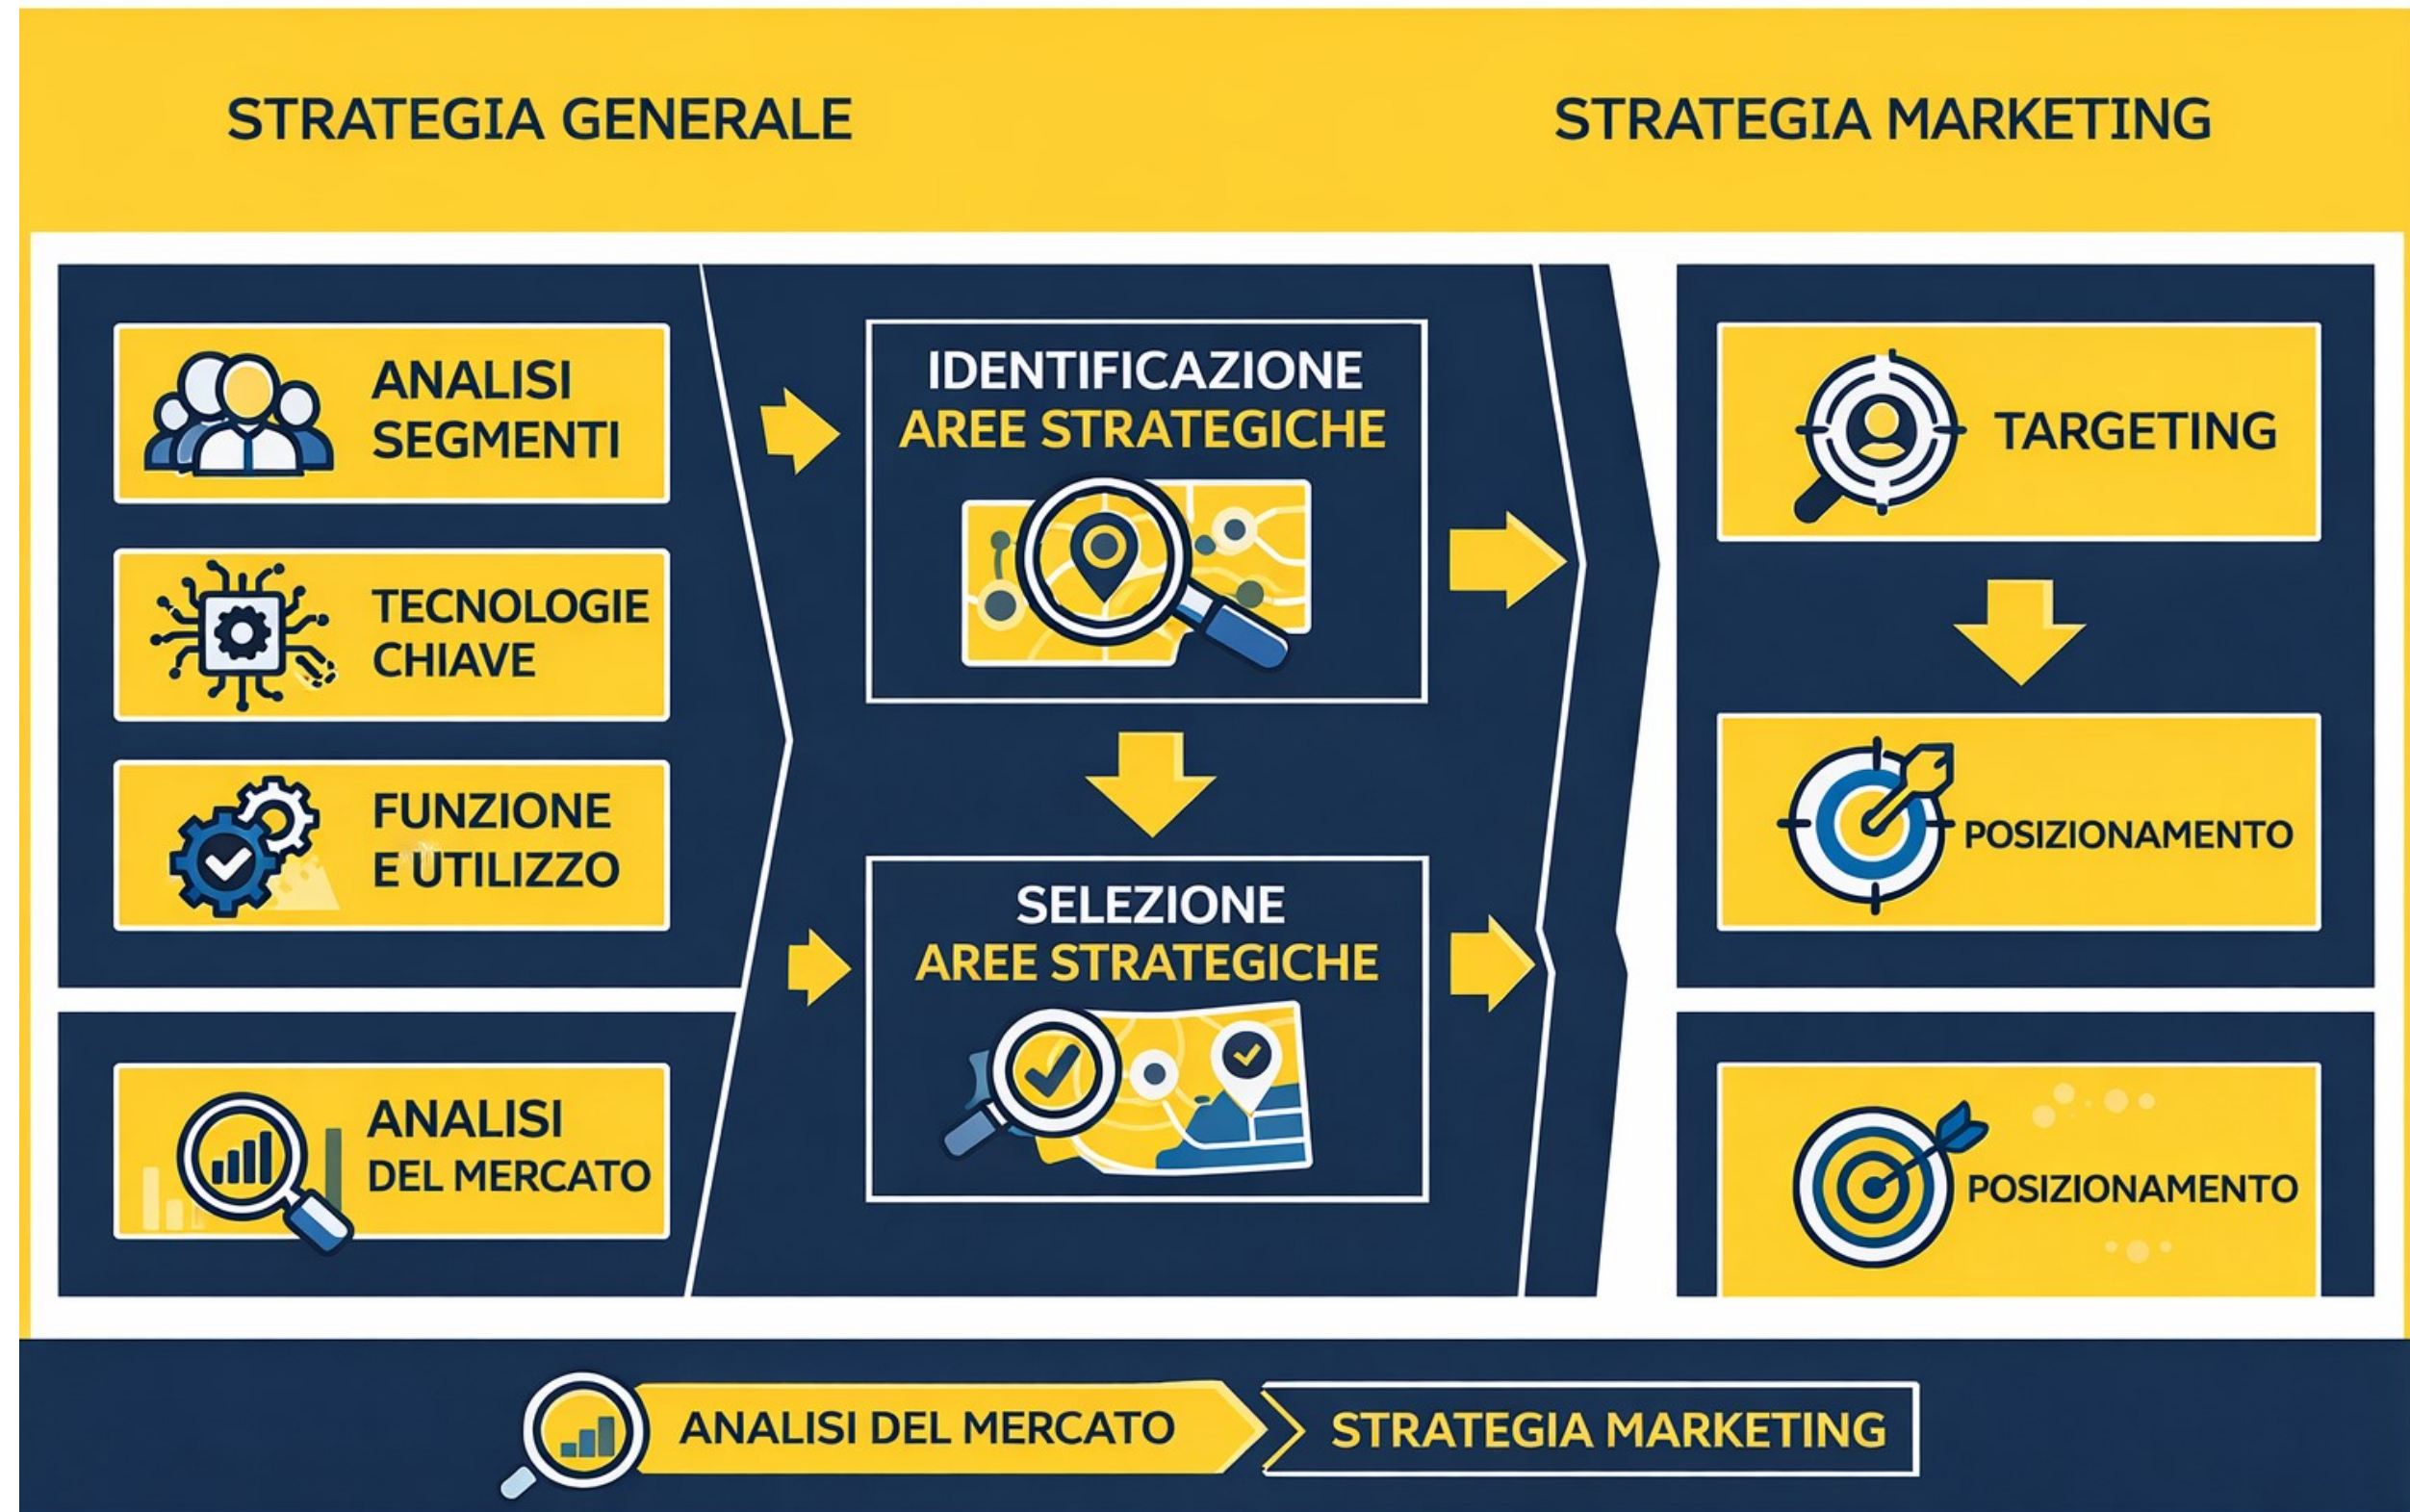 STRATEGIA GENERALE
STRATEGIA MARKETING
ANALISI
SEGMENTI
TECNOLOGIE
CHIAVE
FUNZIONE
E UTILIZZO
ANALISI
DEL MERCATO
IDENTIFICAZIONE
AREE STRATEGICHE
SELEZIONE
AREE STRATEGICHE
TARGETING
POSIZIONAMENTO
POSIZIONAMENTO
ANALISI DEL MERCATO
STRATEGIA MARKETING